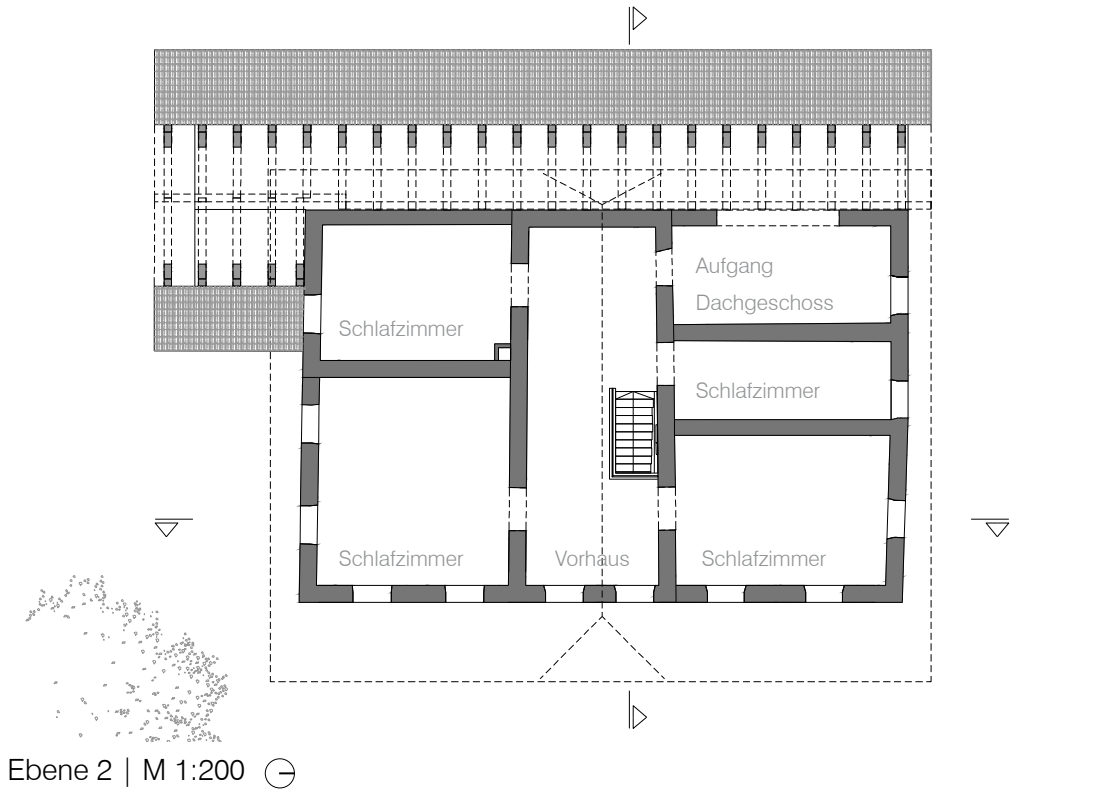 Aufgang
Dachgeschoss
Schlafzimmer
Schlafzimmer
Schlafzimmer
Vorhaus
Schlafzimmer
Ebene 2 | M 1:200